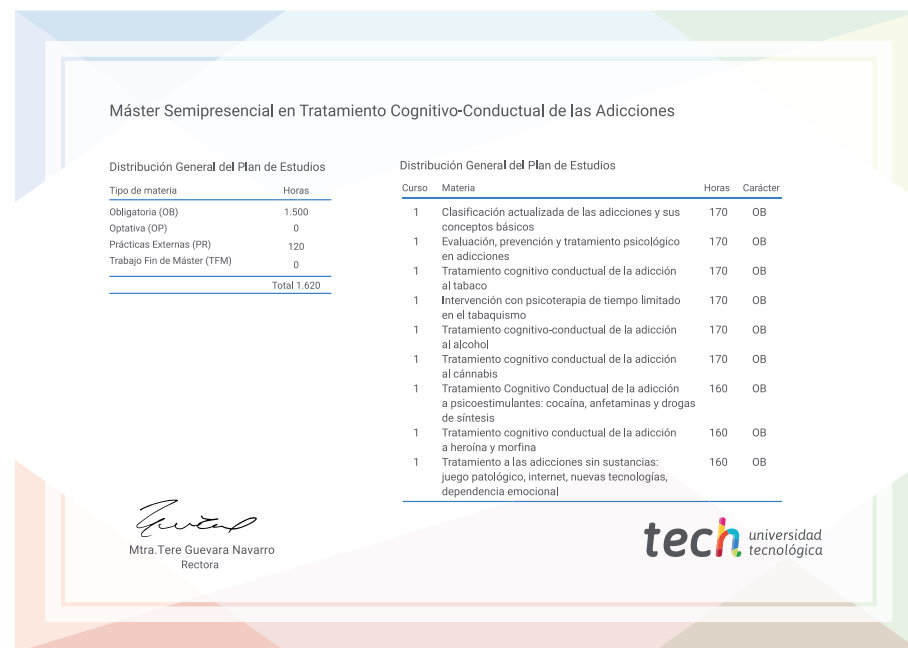 Máster Semipresencial en Tratamiento Cognitivo-Conductual de las Adicciones
Distribución General del Plan de Estudios
Tipo de materia Horas
Obligatoria (OB) 1.500
Optativa (OP) 0
Prácticas Externas (PR) 120
Trabajo Fin de Máster (TFM) 0
Total 1.620
Distribución General del Plan de Estudios
Curso Materia Horas Carácter
1 Clasificación actualizada de las adicciones y sus 170 OB
conceptos básicos
1 Evaluación, prevención y tratamiento psicológico 170 OB
en adicciones
1 Tratamiento cognitivo conductual de la adicción 170 OB
al tabaco
1 Intervención con psicoterapia de tiempo limitado 170 OB
en el tabaquismo
1 Tratamiento cognitivo-conductual de la adicción 170 OB
al alcohol
1 Tratamiento cognitivo conductual de la adicción 170 OB
al cánnabis
1 Tratamiento Cognitivo Conductual de la adicción 160 OB
a psicoestimulantes: cocaína, anfetaminas y drogas
de síntesis
1 Tratamiento cognitivo conductual de la adicción 160 OB
a heroína y morfina
1 Tratamiento a las adicciones sin sustancias: 160 OB
juego patológico, internet, nuevas tecnologías,
dependencia emocional
Mtra.Tere Guevara Navarro
Rectora
tech universidad
tecnológica